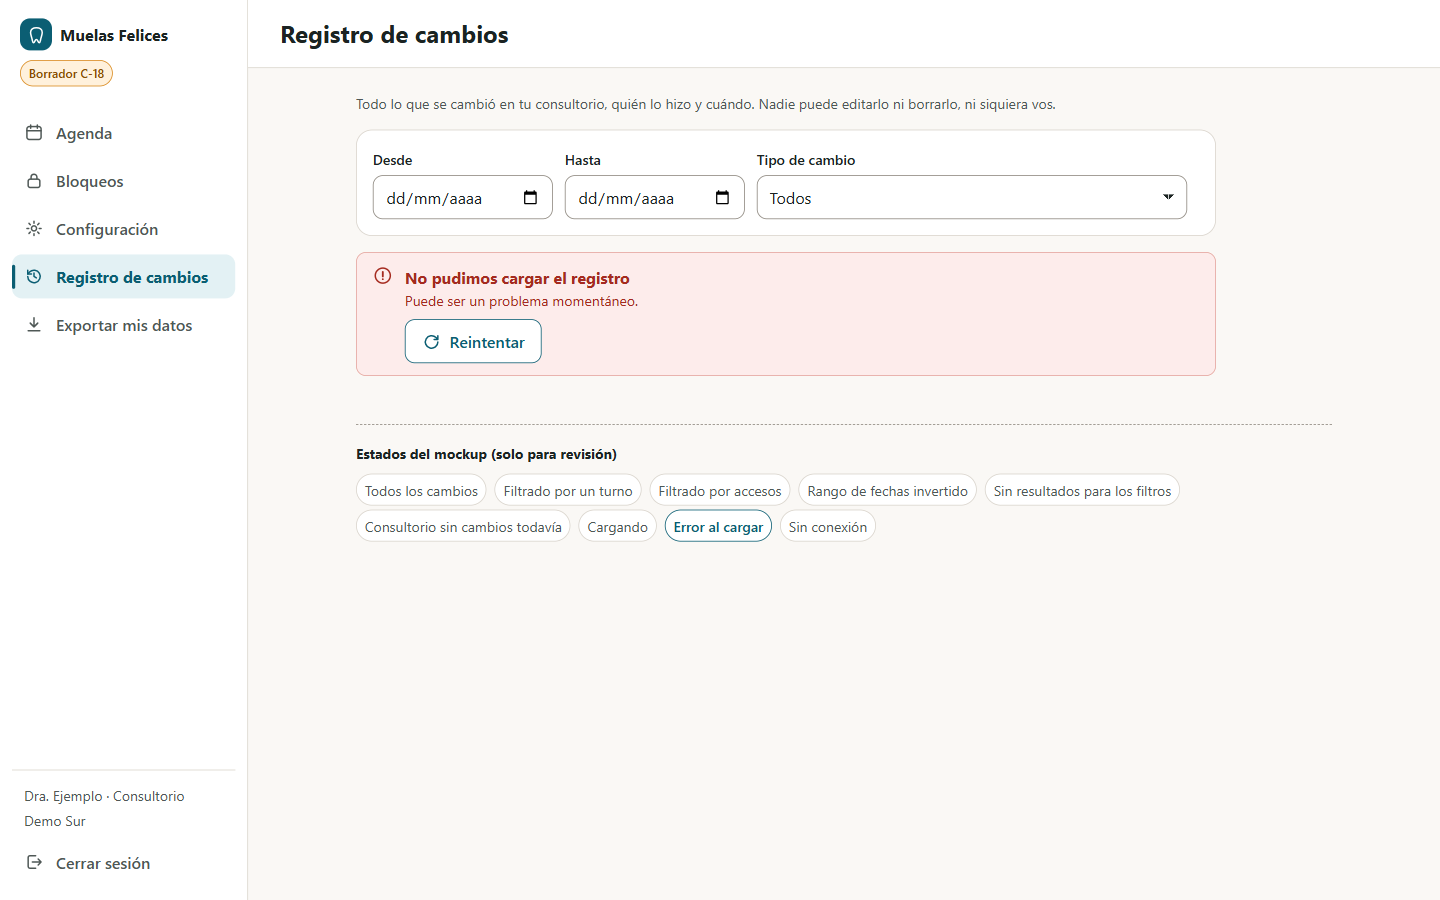 Muelas Felices
Borrador C-18
Agenda
Bloqueos
Configuración
Registro de cambios
Exportar mis datos
Dra. Ejemplo · Consultorio
Demo Sur
Cerrar sesión
Registro de cambios
Todo lo que se cambió en tu consultorio, quién lo hizo y cuándo. Nadie puede editarlo ni borrarlo, ni siquiera vos.
Desde Hasta Tipo de cambio
dd/mm/aaaa dd/mm/aaaa Todos
No pudimos cargar el registro
Puede ser un problema momentáneo.
Reintentar
Estados del mockup (solo para revisión)
Todos los cambios Filtrado por un turno Filtrado por accesos Rango de fechas invertido Sin resultados para los filtros
Consultorio sin cambios todavía Cargando Error al cargar Sin conexión